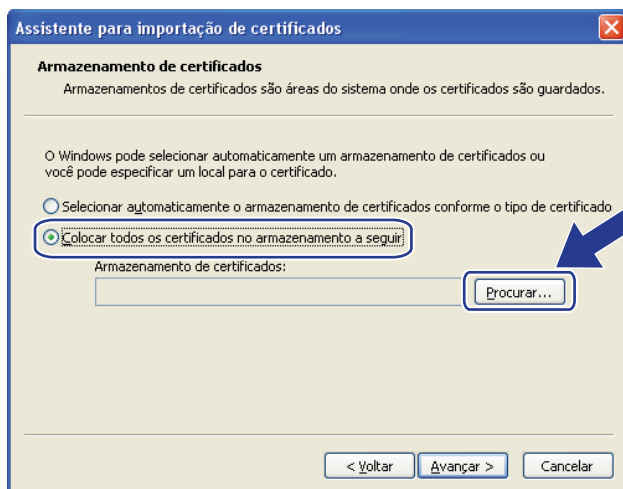 Assistente para importação de certificados
Armazenamento de certificados
Armazenamentos de certificados são áreas do sistema onde os certificados são guardados.
O Windows pode selecionar automaticamente um armazenamento de certificados ou
você pode especificar um local para o certificado.
Selecionar automaticamente o armazenamento de certificados conforme o tipo de certificado
Colocar todos os certificados no armazenamento a seguir
Armazenamento de certificados:
Procurar...
< Voltar Avançar > Cancelar